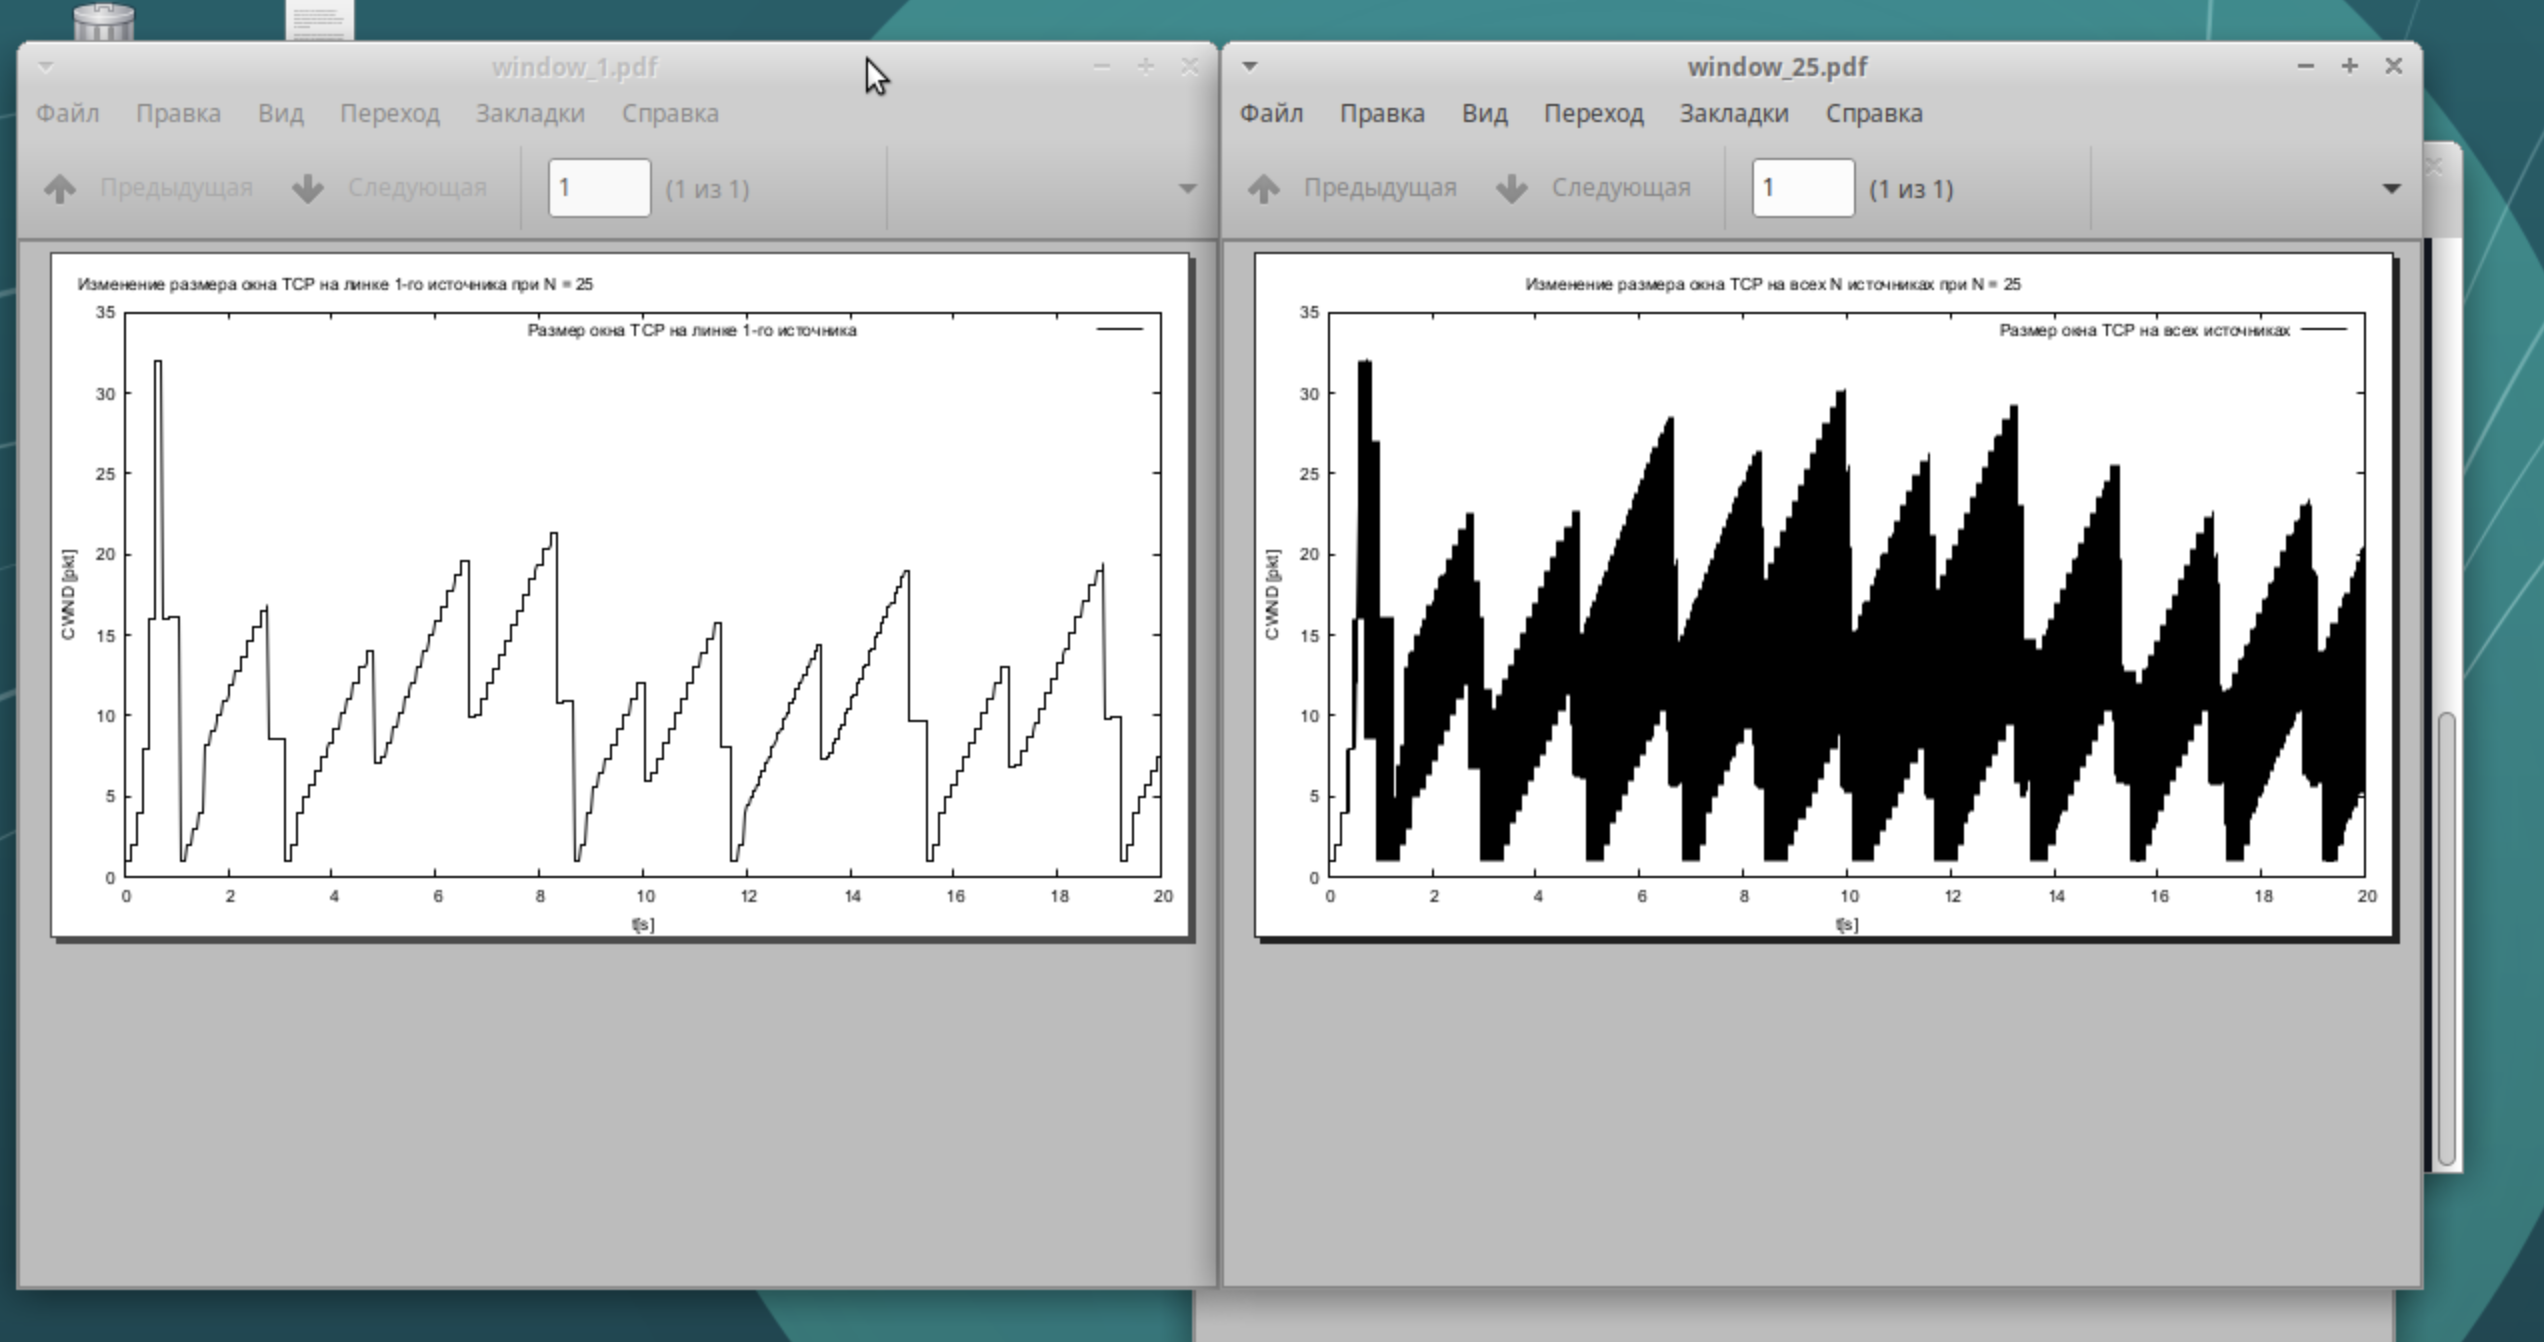 window_1.pdf
Файл Правка Вид Переход Закладки Справка
Предыдущая Следующая 1 (1 из 1)
Изменение размера окна TCP на линке 1-го источника при N = 25
Размер окна TCP на линке 1-го источника
35
30
25
20
15
10
5
0
CWND [pkt]
0 2 4 6 8 10 12 14 16 18 20
t[s]
window_25.pdf
Файл Правка Вид Переход Закладки Справка
Предыдущая Следующая 1 (1 из 1)
Изменение размера окна TCP на всех N источниках при N = 25
Размер окна TCP на всех источниках
35
30
25
20
15
10
5
0
CWND [pkt]
0 2 4 6 8 10 12 14 16 18 20
t[s]